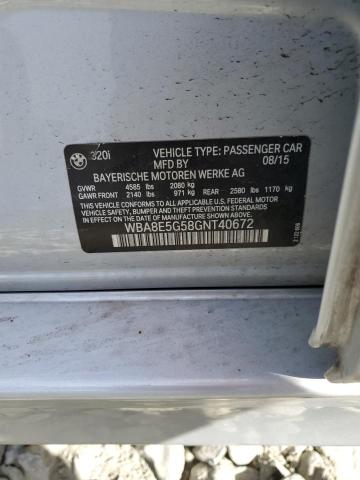 320i VEHICLE TYPE: PASSENGER CAR
08/15
BAYERISCHE MOTOREN WERKE AG
GVWR 4585 lbs 2080 kg
GAWR FRONT 2140 lbs 971 kg REAR 2580 lbs 1170 kg
THIS VEHICLE CONFORMS TO ALL APPLICABLE U.S. FEDERAL MOTOR
VEHICLE SAFETY, BUMPER, AND THEFT PREVENTION STANDARDS
IN EFFECT ON THE DATE OF MANUFACTURE SHOWN ABOVE.
WBA8E5G58GNT40672